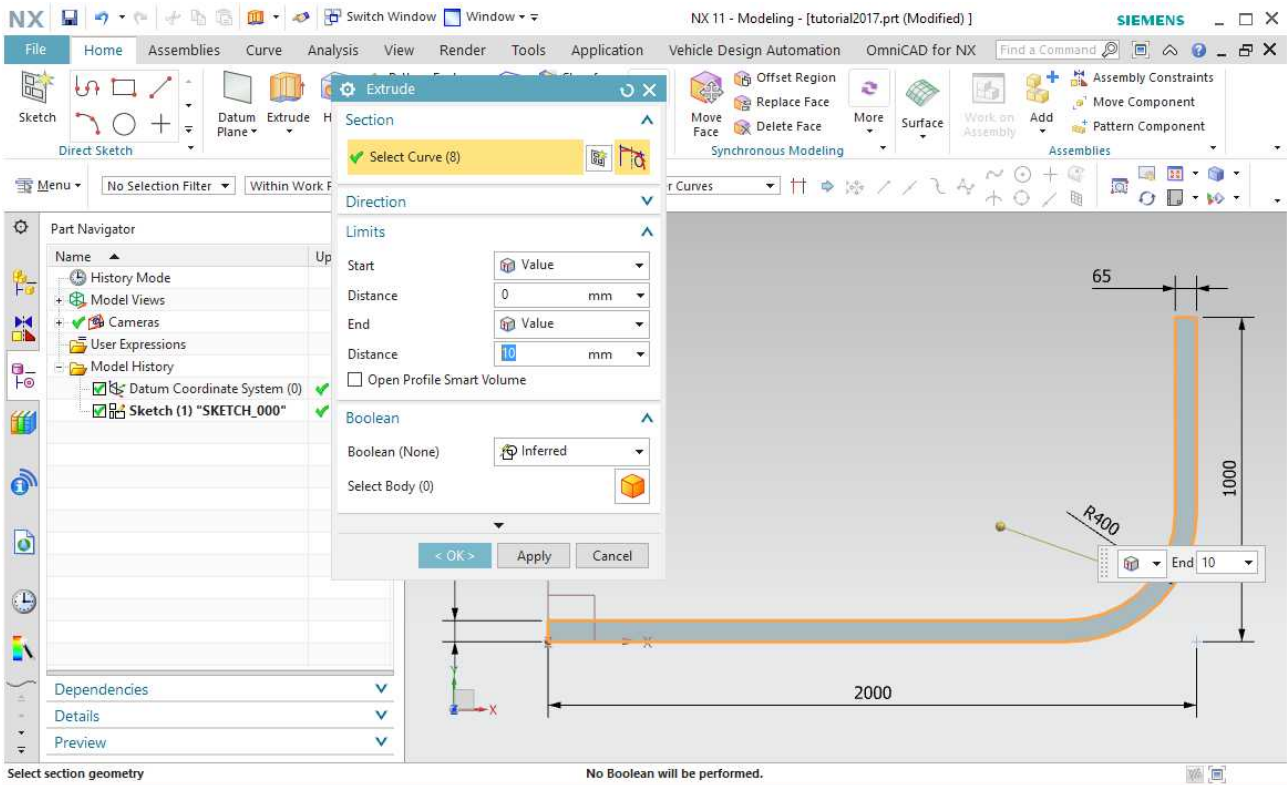 NX Switch Window Window NX 11 - Modeling - [tutorial2017.prt (Modified) ] SIEMENS
File Home Assemblies Curve Analysis View Render Tools Application Vehicle Design Automation OmniCAD for NX Find a Command
Sketch
Direct Sketch
Datum Plane
Extrude
Move Face
Offset Region
Replace Face
Delete Face
More
Synchronous Modeling
Surface
Work on Assembly
Add
Assembly Constraints
Move Component
Pattern Component
Assemblies
Menu No Selection Filter Within Work r Curves
Extrude
Section
Select Curve (8)
Direction
Limits
Start Value
Distance 0 mm
End Value
Distance 10 mm
Open Profile Smart Volume
Boolean
Boolean (None) Inferred
Select Body (0)
< OK > Apply Cancel
Part Navigator
Name Up
History Mode
Model Views
Cameras
User Expressions
Model History
Datum Coordinate System (0)
Sketch (1) "SKETCH_000"
Dependencies
Details
Preview
65
1000
R400
End 10
X
Y
Z X
2000
Select section geometry No Boolean will be performed.